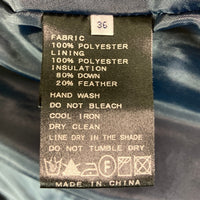 36
FABRIC
100% POLYESTER
LINING
100% POLYESTER
INSULATION
80% DOWN
20% FEATHER
HAND WASH
DO NOT BLEACH
COOL IRON
DRY CLEAN
LINE DRY IN THE SHADE
DO NOT TUMBLE DRY
MADE IN CHINA